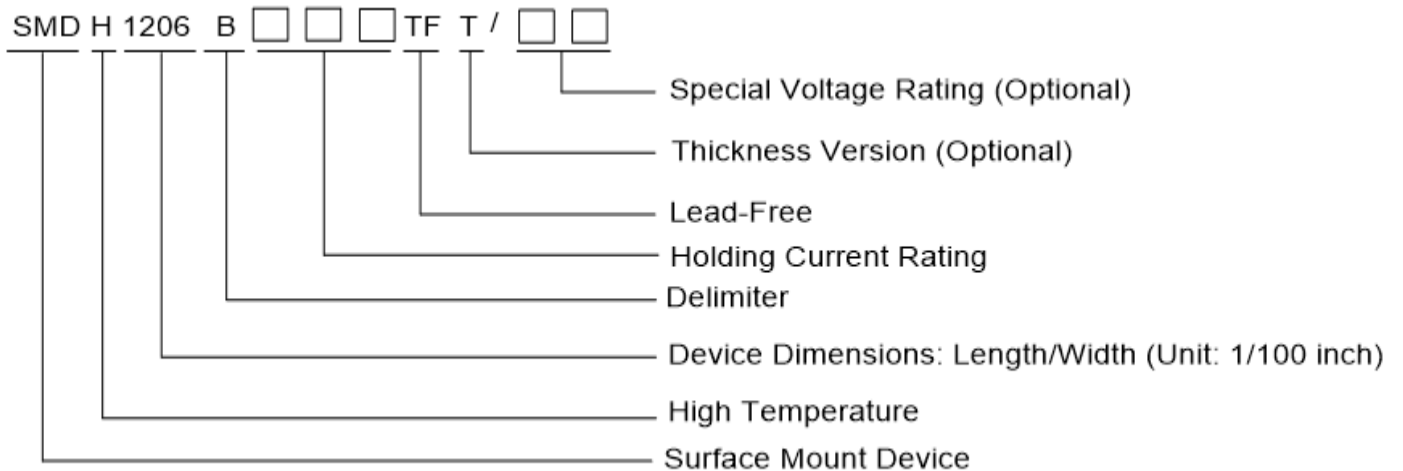 SMD H 1206 B □ □ □ TF T / □ □
Special Voltage Rating (Optional)
Thickness Version (Optional)
Lead-Free
Holding Current Rating
Delimiter
Device Dimensions: Length/Width (Unit: 1/100 inch)
High Temperature
Surface Mount Device